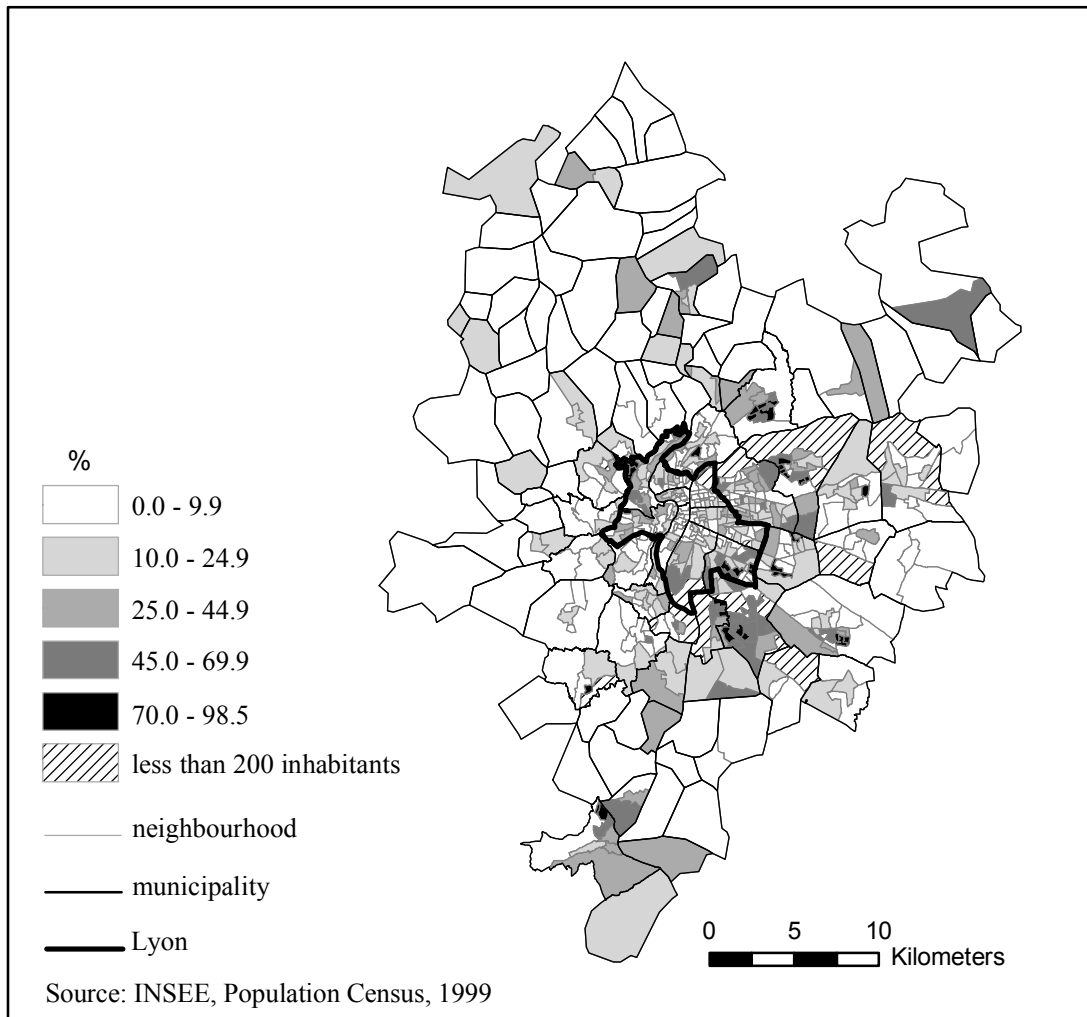 %
0.0 - 9.9
10.0 - 24.9
25.0 - 44.9
45.0 - 69.9
70.0 - 98.5
less than 200 inhabitants
neighbourhood
municipality
Lyon
0 5 10
Kilometers
Source: INSEE, Population Census, 1999